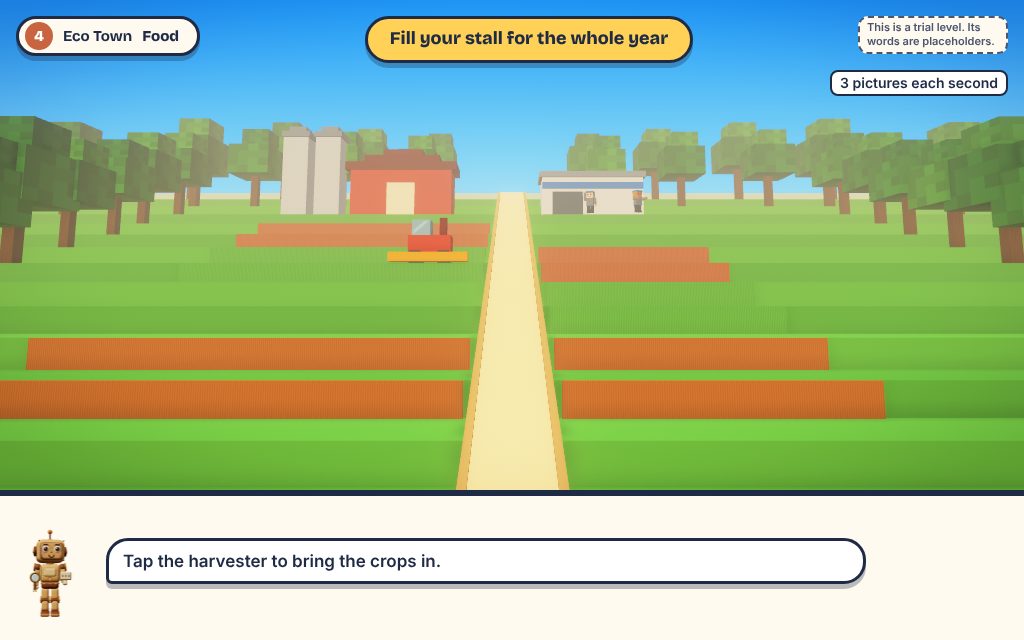 4 Eco Town Food
Fill your stall for the whole year
This is a trial level. Its
words are placeholders.
3 pictures each second
Tap the harvester to bring the crops in.